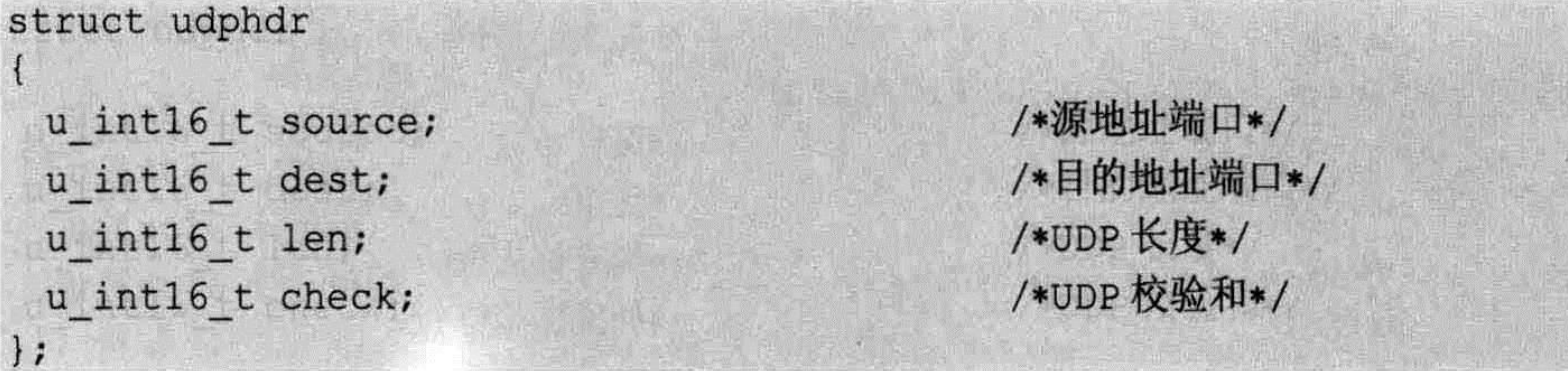 struct udphdr
{
u_int16_t source; /*源地址端口*/
u_int16_t dest; /*目的地址端口*/
u_int16_t len; /*UDP 长度*/
u_int16_t check; /*UDP 校验和*/
};